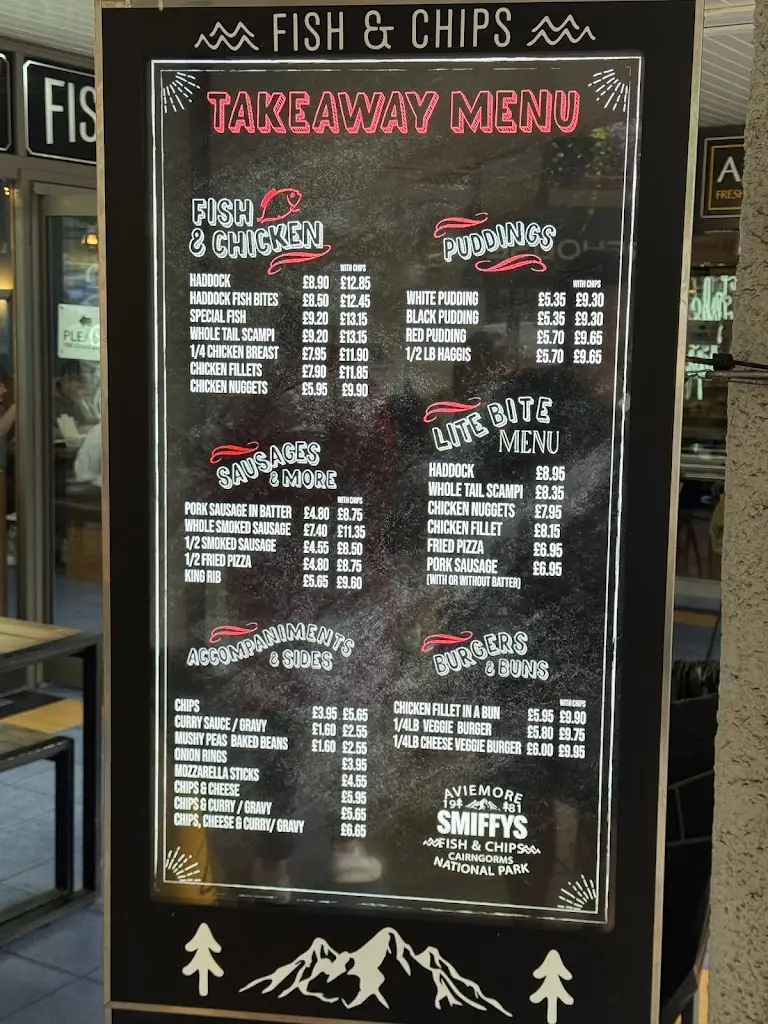 FISH & CHIPS
FIS
TAKEAWAY MENU
FISH
& CHICKEN
WITH CHIPS
HADDOCK £8.90 £12.85
HADDOCK FISH BITES £8.50 £12.45
SPECIAL FISH £9.20 £13.15
WHOLE TAIL SCAMPI £9.20 £13.15
1/4 CHICKEN BREAST £7.95 £11.90
CHICKEN FILLETS £7.90 £11.85
CHICKEN NUGGETS £5.95 £9.90
PUDDINGS
WITH CHIPS
WHITE PUDDING £5.35 £9.30
BLACK PUDDING £5.35 £9.30
RED PUDDING £5.70 £9.65
1/2 LB HAGGIS £5.70 £9.65
SAUSAGES
& MORE
WITH CHIPS
PORK SAUSAGE IN BATTER £4.80 £8.75
WHOLE SMOKED SAUSAGE £7.40 £11.35
1/2 SMOKED SAUSAGE £4.55 £8.50
1/2 FRIED PIZZA £4.80 £8.75
KING RIB £5.65 £9.60
LITE BITE
MENU
HADDOCK £8.95
WHOLE TAIL SCAMPI £8.35
CHICKEN NUGGETS £7.95
CHICKEN FILLET £8.15
FRIED PIZZA £6.95
PORK SAUSAGE £6.95
(WITH OR WITHOUT BATTER)
ACCOMPANIMENTS
& SIDES
CHIPS £3.95 £5.65
CURRY SAUCE / GRAVY £1.60 £2.55
MUSHY PEAS BAKED BEANS £1.60 £2.55
ONION RINGS £3.95
MOZZARELLA STICKS £4.55
CHIPS & CHEESE £5.95
CHIPS & CURRY / GRAVY £5.65
CHIPS, CHEESE & CURRY/ GRAVY £6.65
BURGERS
& BUNS
WITH CHIPS
CHICKEN FILLET IN A BUN £5.95 £9.90
1/4LB VEGGIE BURGER £5.80 £9.75
1/4LB CHEESE VEGGIE BURGER £6.00 £9.95
AVIEMORE
19 81
SMIFFYS
FISH & CHIPS
CAIRNGORMS
NATIONAL PARK
A
FRESH